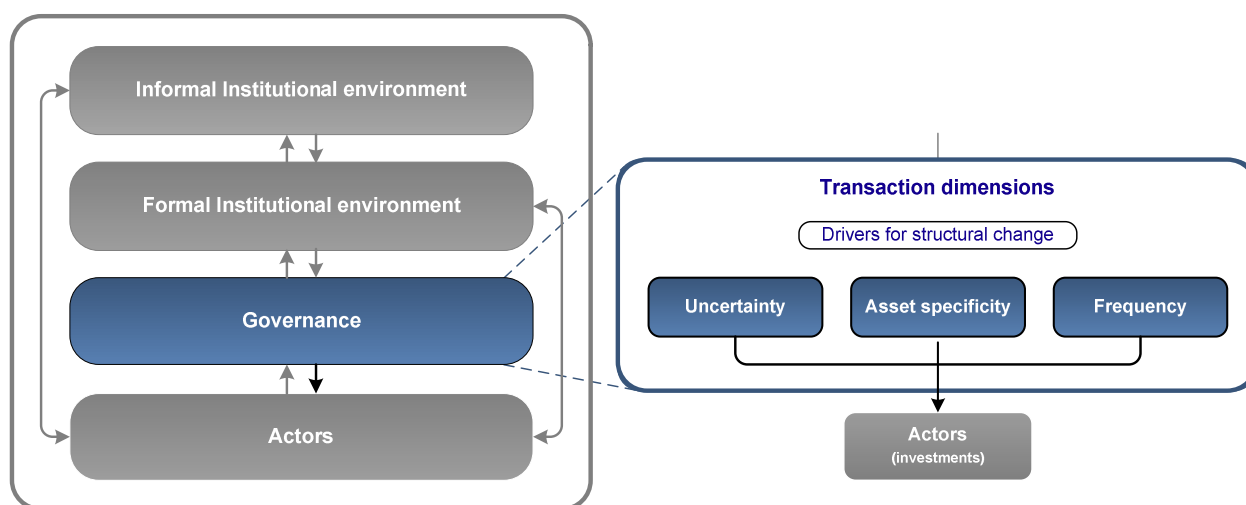 Informal Institutional environment
Formal Institutional environment
Governance
Actors
Transaction dimensions
Drivers for structural change
Uncertainty
Asset specificity
Frequency
Actors
(investments)